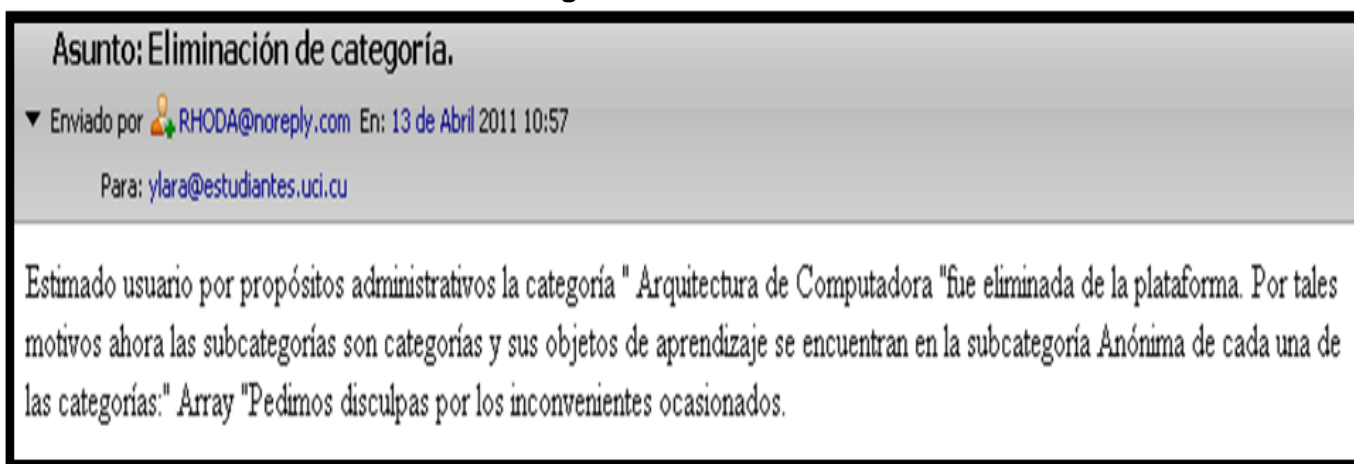 Asunto: Eliminación de categoría.
Enviado por RHODA@noreply.com En: 13 de Abril 2011 10:57
Para: ylara@estudiantes.uci.cu
Estimado usuario por propósitos administrativos la categoría " Arquitectura de Computadora "fue eliminada de la plataforma. Por tales
motivos ahora las subcategorías son categorías y sus objetos de aprendizaje se encuentran en la subcategoría Anónima de cada una de
las categorías:" Array "Pedimos disculpas por los inconvenientes ocasionados.